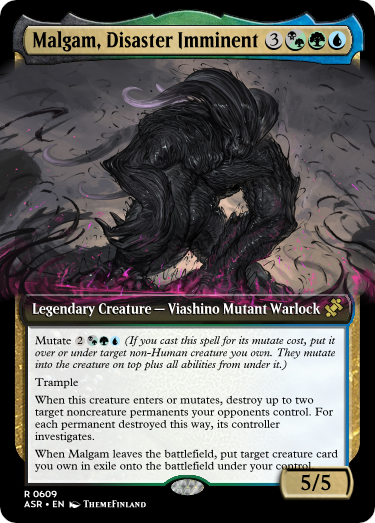 Malgam, Disaster Imminent 3
Legendary Creature — Viashino Mutant Warlock
Mutate 2 (If you cast this spell for its mutate cost, put it
over or under target non-Human creature you own. They mutate
into the creature on top plus all abilities from under it.)
Trample
When this creature enters or mutates, destroy up to two
target noncreature permanents your opponents control. For
each permanent destroyed this way, its controller
investigates.
When Malgam leaves the battlefield, put target creature card
you own in exile onto the battlefield under your control.
5/5
R 0609
ASR • EN ThemeFinland